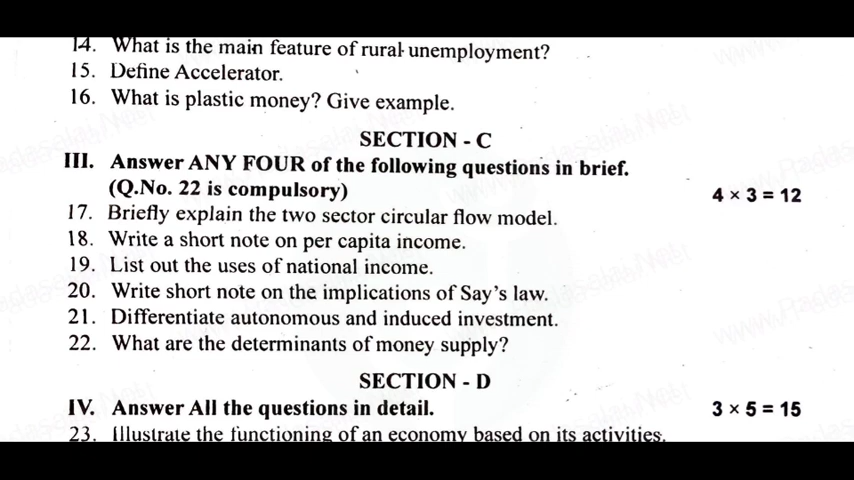 14. What is the main feature of rural unemployment?
15. Define Accelerator.
16. What is plastic money? Give example.
SECTION - C
III. Answer ANY FOUR of the following questions in brief.
(Q.No. 22 is compulsory) 4 × 3 = 12
17. Briefly explain the two sector circular flow model.
18. Write a short note on per capita income.
19. List out the uses of national income.
20. Write short note on the implications of Say's law.
21. Differentiate autonomous and induced investment.
22. What are the determinants of money supply?
SECTION - D
IV. Answer All the questions in detail. 3 × 5 = 15
23. Illustrate the functioning of an economy based on its activities.